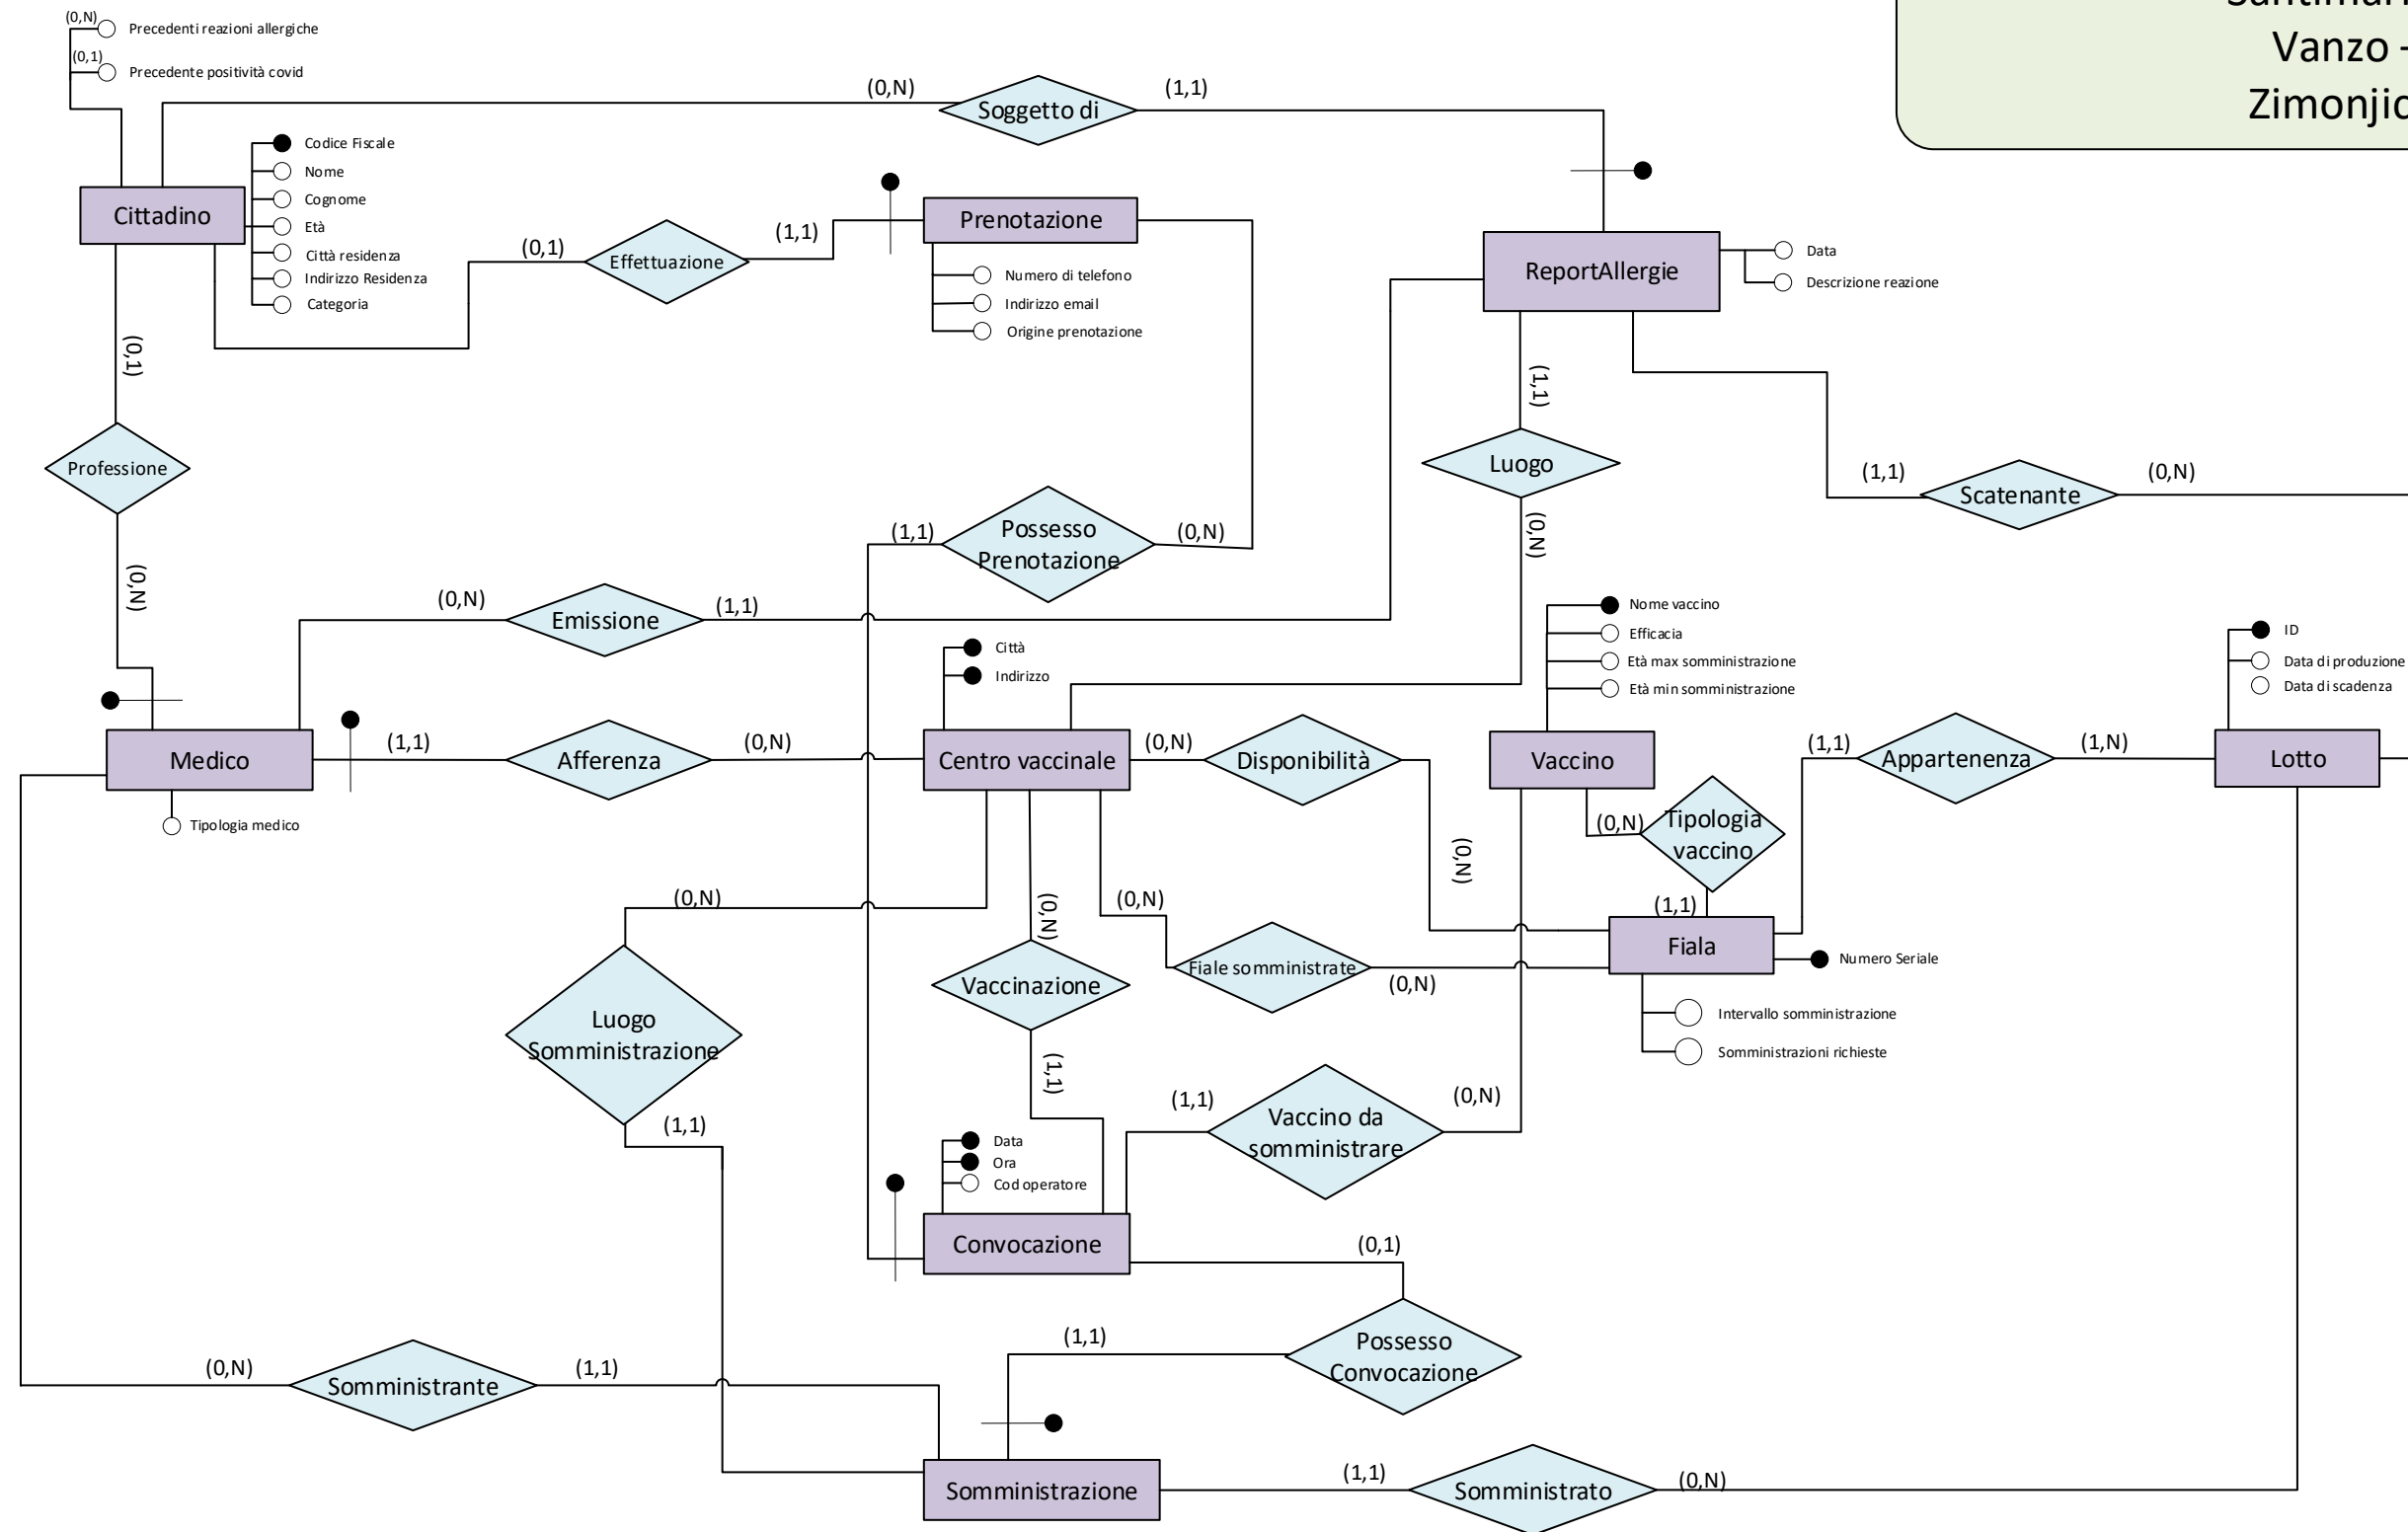 (0,N)
Precedenti reazioni allergiche
(0,1)
Precedente positività covid
Vanzo -
(0,N)
Soggetto di
(1,1)
Codice Fiscale
Nome
Cognome
Età
Città residenza
Indirizzo Residenza
Categoria
Cittadino
(0,1)
Effettuazione
(1,1)
Prenotazione
Numero di telefono
Indirizzo email
Origine prenotazione
ReportAllergie
Data
Descrizione reazione
(0,1)
Professione
(0,N)
(1,1)
Luogo
(0,N)
(1,1)
Scatenante
(0,N)
(1,1)
Possesso
Prenotazione
(0,N)
(0,N)
Emissione
(1,1)
Città
Indirizzo
Nome vaccino
Efficacia
Età max somministrazione
Età min somministrazione
ID
Data di produzione
Data di scadenza
Medico
Tipologia medico
(1,1)
Afferenza
(0,N)
Centro vaccinale
(0,N)
Disponibilità
(0,N)
Vaccino
(0,N)
Tipologia
vaccino
(1,1)
(1,1)
Appartenenza
(1,N)
Lotto
(0,N)
Luogo
Somministrazione
(1,1)
(0,N)
Vaccinazione
(1,1)
(0,N)
Fiale somministrate
(0,N)
Fiala
Numero Seriale
Intervallo somministrazione
Somministrazioni richieste
(1,1)
Vaccino da
somministrare
(0,N)
Data
Ora
Cod operatore
Convocazione
(0,1)
Possesso
Convocazione
(1,1)
(0,N)
Somministrante
(1,1)
Somministrazione
(1,1)
Somministrato
(0,N)